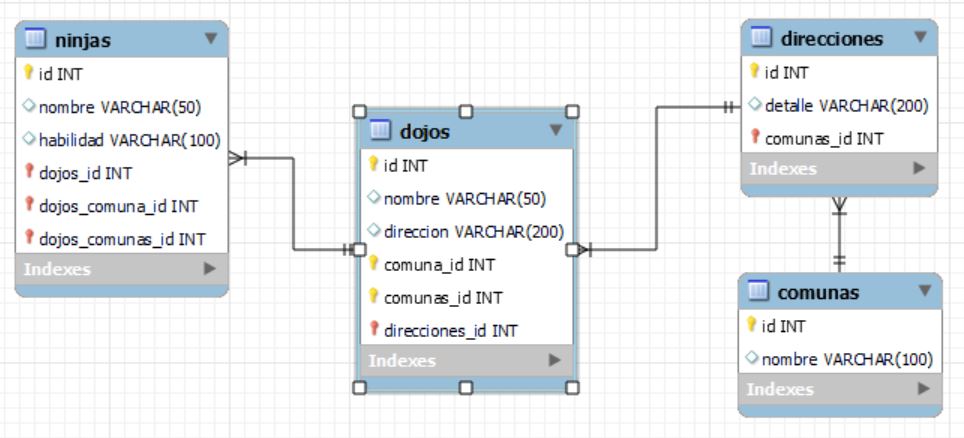 ninjas
id INT
nombre VARCHAR(50)
habilidad VARCHAR(100)
dojos_id INT
dojos_comuna_id INT
dojos_comunas_id INT
Indexes
dojos
id INT
nombre VARCHAR(50)
direccion VARCHAR(200)
comuna_id INT
comunas_id INT
direcciones_id INT
Indexes
direcciones
id INT
detalle VARCHAR(200)
comunas_id INT
Indexes
comunas
id INT
nombre VARCHAR(100)
Indexes